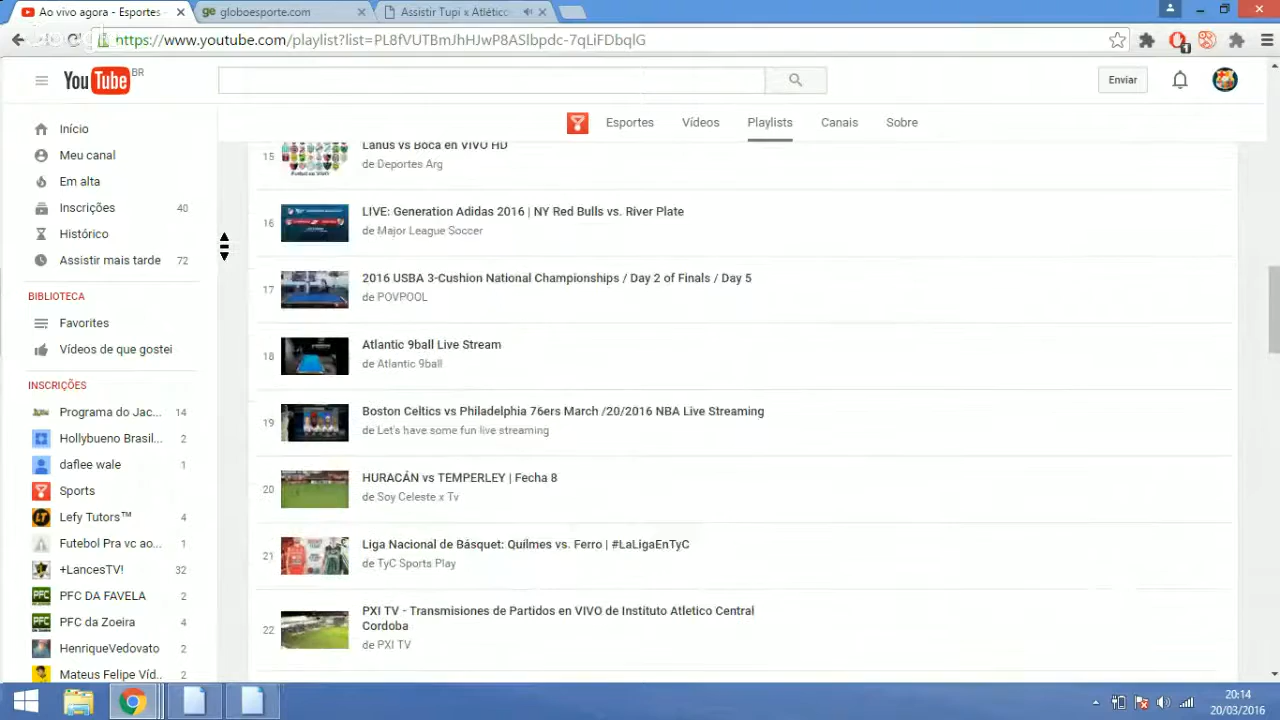 Ao vivo agora - Esportes -
globoesporte.com
Assistir Tupi x Atlético-
https://www.youtube.com/playlist?list=PL8fVUTBmJhHJwP8ASlbpdc-7qLiFDbqlG
YouTube BR
Enviar
Esportes Vídeos Playlists Canais Sobre
Início
Meu canal
Em alta
Inscrições 40
Histórico
Assistir mais tarde 72
BIBLIOTECA
Favorites
Vídeos de que gostei
INSCRIÇÕES
Programa do Jac... 14
Hollybueno Brasil... 2
daflee wale 1
Sports
Lefy Tutors™ 4
Futebol Pra vc ao... 1
+LancesTV! 32
PFC DA FAVELA 2
PFC da Zoeira 4
HenriqueVedovato 2
Mateus Felipe Víd.. 2
15 Lanus vs Boca en VIVO HD
de Deportes Arg
16 LIVE: Generation Adidas 2016 | NY Red Bulls vs. River Plate
de Major League Soccer
17 2016 USBA 3-Cushion National Championships / Day 2 of Finals / Day 5
de POVPOOL
18 Atlantic 9ball Live Stream
de Atlantic 9ball
19 Boston Celtics vs Philadelphia 76ers March /20/2016 NBA Live Streaming
de Let's have some fun live streaming
20 HURACÁN vs TEMPERLEY | Fecha 8
de Soy Celeste x Tv
21 Liga Nacional de Básquet: Quilmes vs. Ferro | #LaLigaEnTyC
de TyC Sports Play
22 PXI TV - Transmisiones de Partidos en VIVO de Instituto Atletico Central
Cordoba
de PXI TV
20:14
20/03/2016